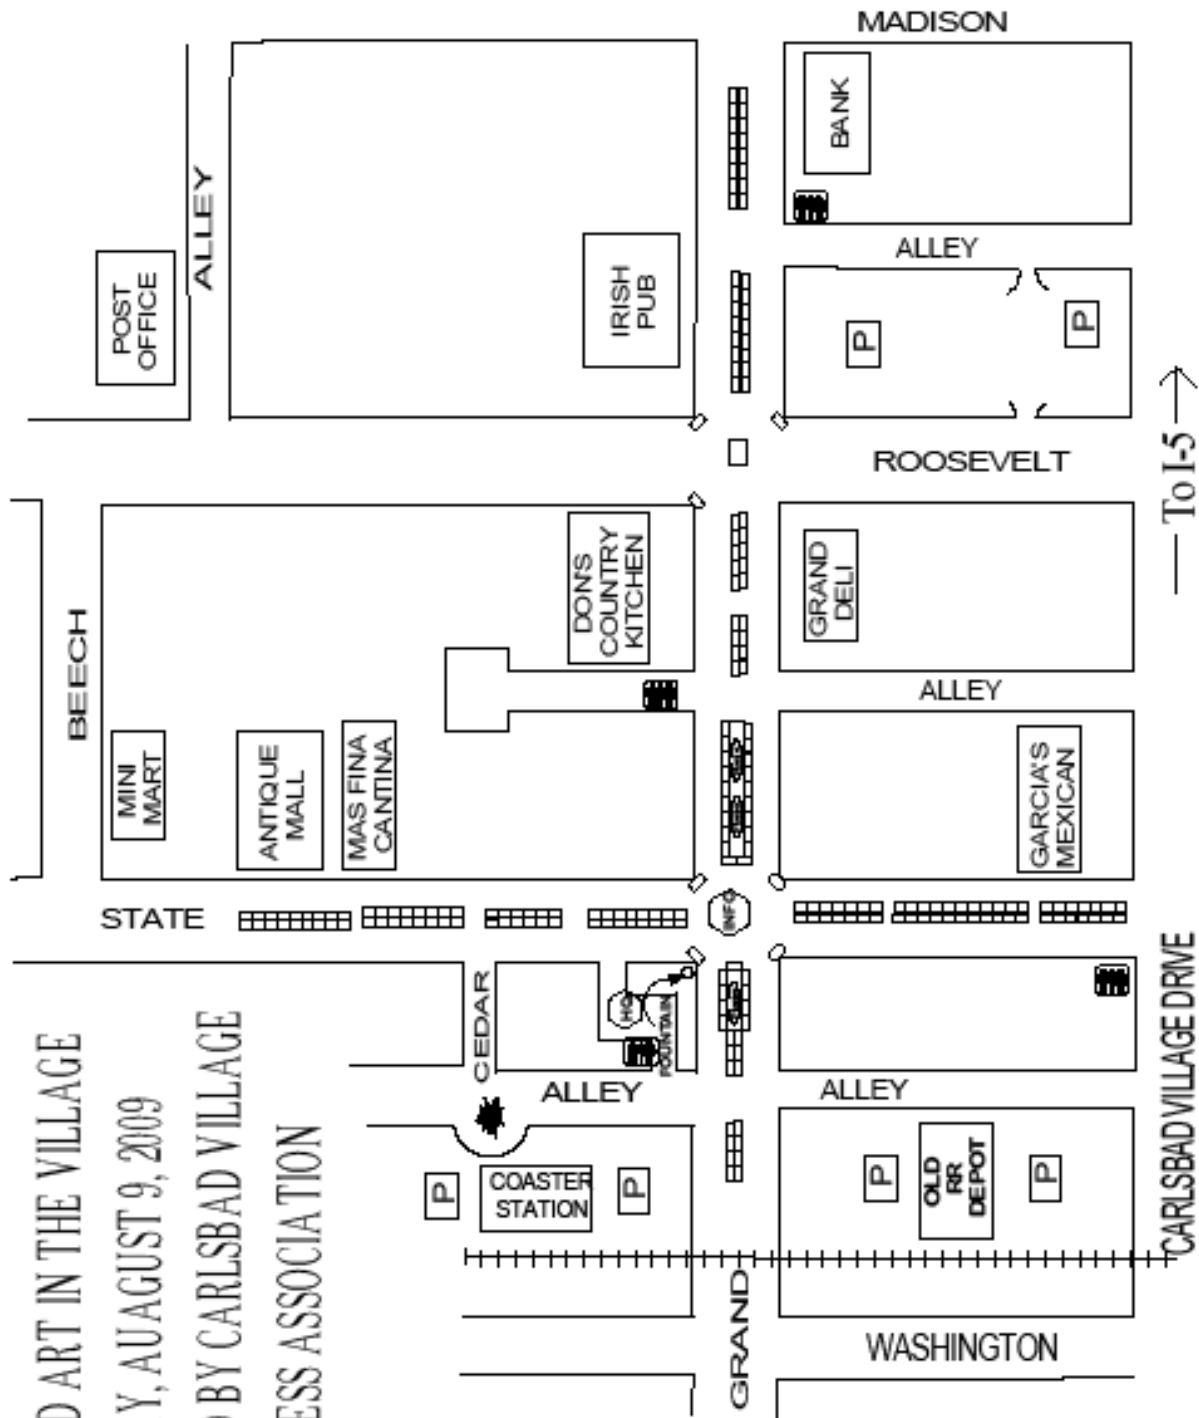 MADISON
BANK
ALLEY
ALLEY
POST
OFFICE
IRISH
PUB
P
P
ROOSEVELT
— To I-5 →
BEECH
DON'S
COUNTRY
KITCHEN
GRAND
DELI
ALLEY
MINI
MART
ANTIQUE
MALL
MAS FINA
CANTINA
GARCIA'S
MEXICAN
STATE
INFO
CEDAR
HQ
FOUNTAIN
ALLEY
ALLEY
P
COASTER
STATION
P
P
OLD
RR
DEPOT
P
CARLSBAD VILLAGE DRIVE
GRAND
WASHINGTON
D ART IN THE VILLAGE
Y, AUAGUST 9, 2009
D BY CARLSBAD VILLAGE
ESS ASSOCIATION